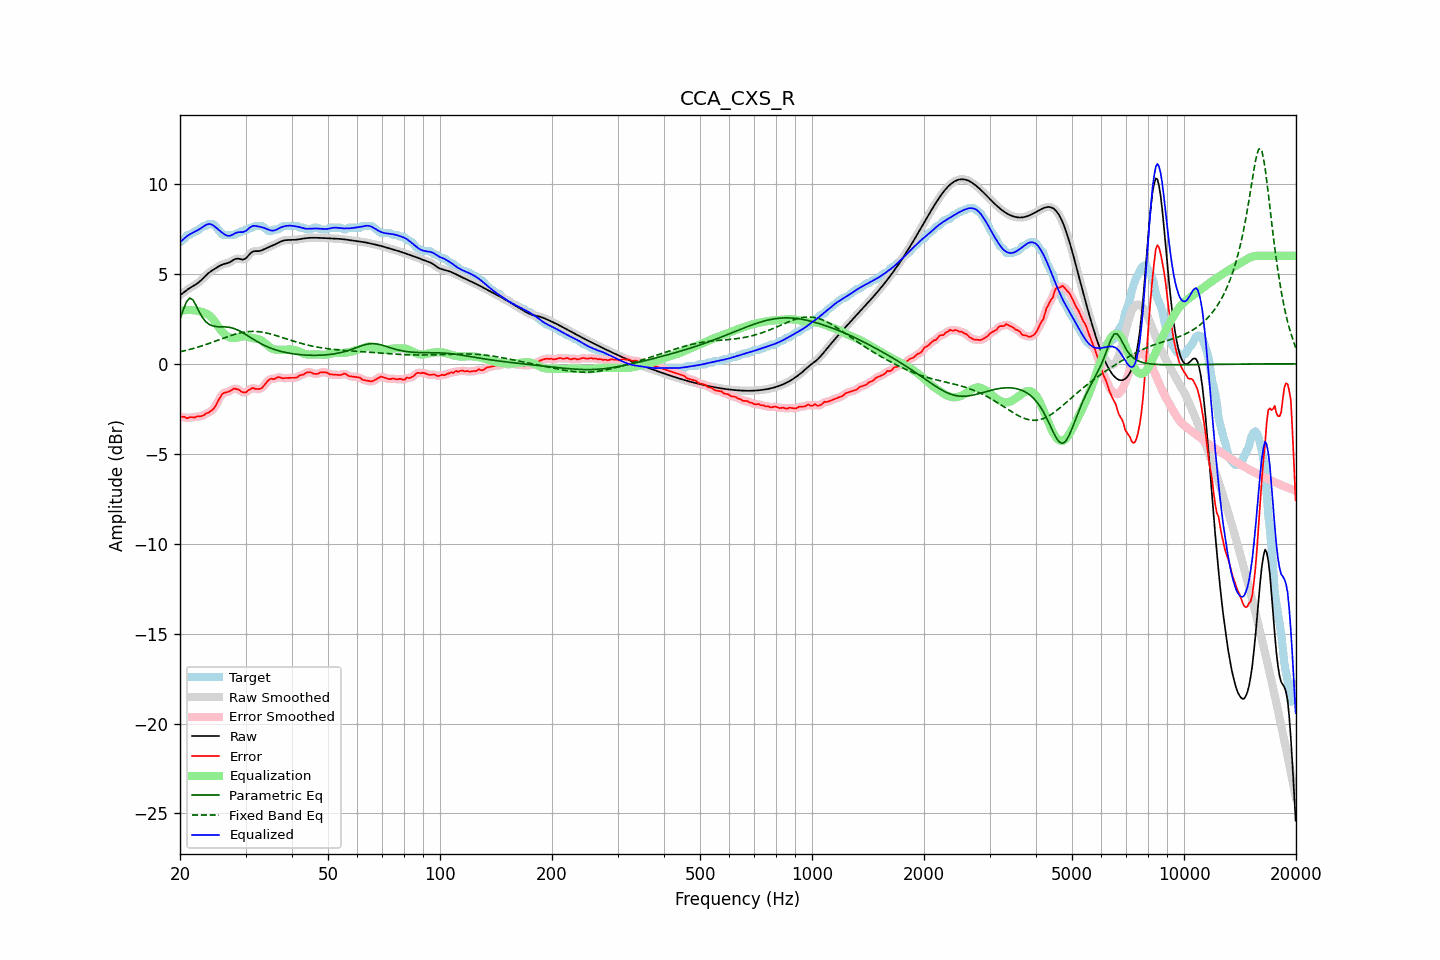 CCA_CXS_R
Amplitude (dBr)
10
5
0
−5
−10
−15
−20
−25
Target
Raw Smoothed
Error Smoothed
Raw
Error
Equalization
Parametric Eq
Fixed Band Eq
Equalized
20 50 100 200 500 1000 2000 5000 10000 20000
Frequency (Hz)